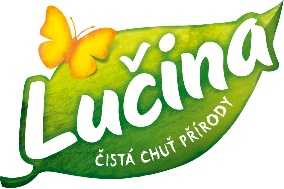 Lučina
ČISTÁ CHUŤ PŘÍRODY